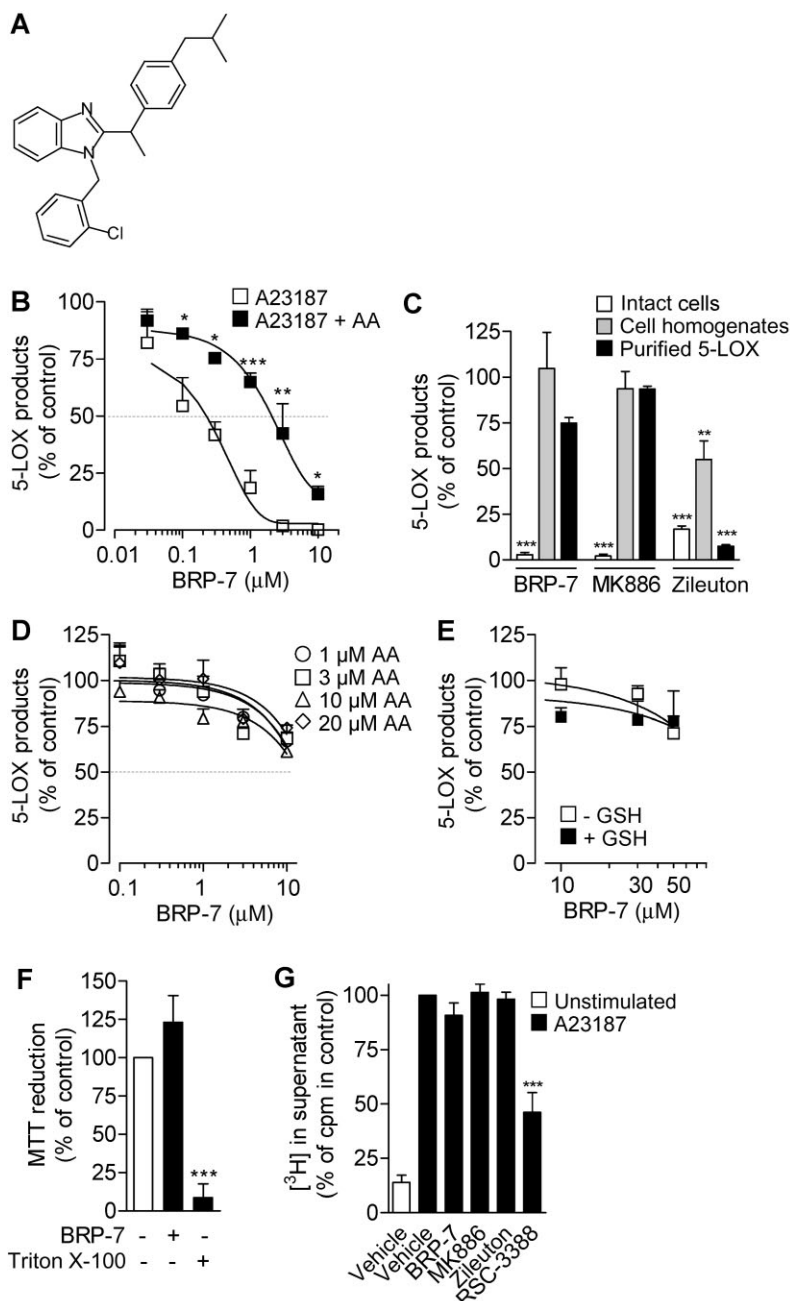 A
N
N
Cl
B
5-LOX products
(% of control)
100
75
50
25
0
0.01
0.1
1
10
BRP-7 (μM)
A23187
A23187 + AA
*
*
***
**
*
C
5-LOX products
(% of control)
125
100
75
50
25
0
Intact cells
Cell homogenates
Purified 5-LOX
***
***
***
**
***
BRP-7
MK886
Zileuton
D
5-LOX products
(% of control)
125
100
75
50
25
0
0.1
1
10
BRP-7 (μM)
1 μM AA
3 μM AA
10 μM AA
20 μM AA
E
5-LOX products
(% of control)
125
100
75
50
25
0
- GSH
+ GSH
10
30
50
BRP-7 (μM)
F
MTT reduction
(% of control)
150
125
100
75
50
25
0
***
BRP-7 - + -
Triton X-100 - - +
G
[³H] in supernatant
(% of cpm in control)
100
75
50
25
0
Unstimulated
A23187
***
Vehicle
Vehicle
BRP-7
MK886
Zileuton
RSC-3388